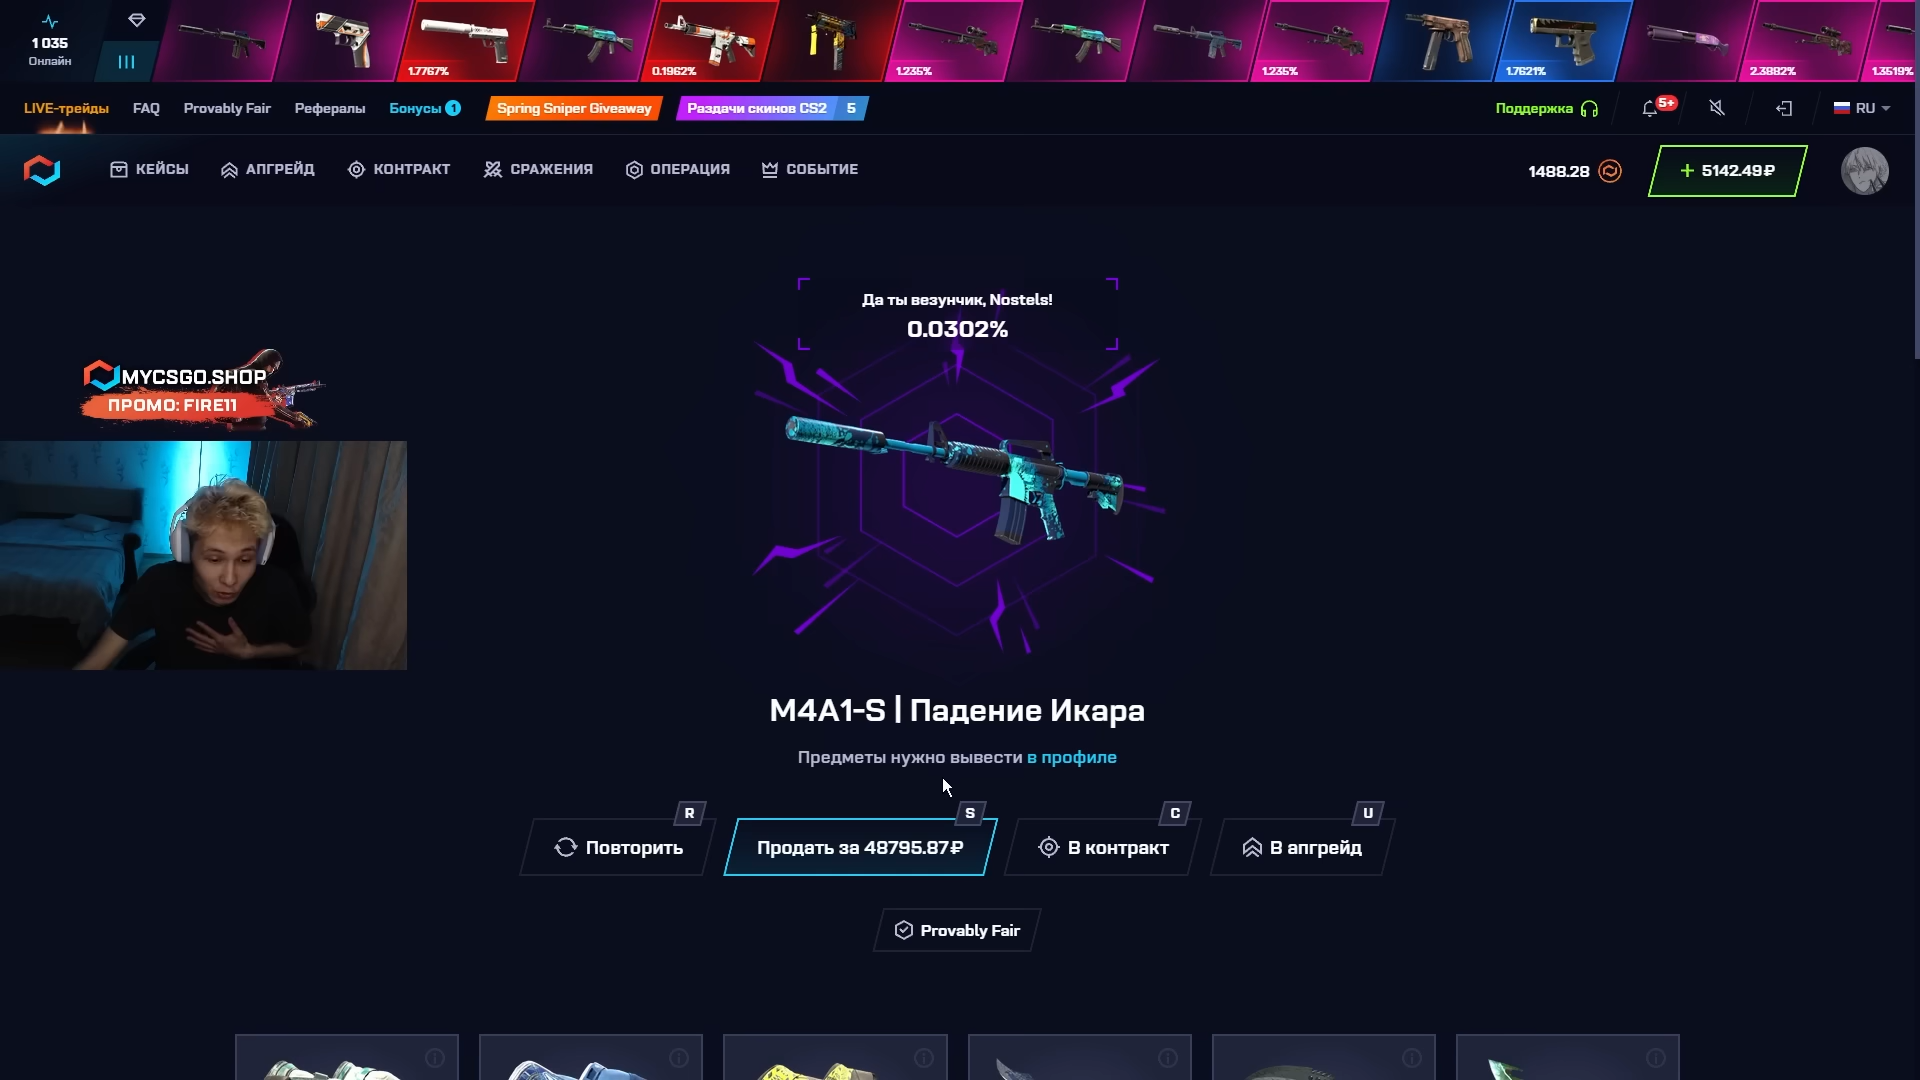 1 035
Онлайн
1.7767%
0.1962%
1.235%
1.235%
1.7621%
2.3882%
1.3519%
LIVE-трейды
FAQ
Provably Fair
Рефералы
Бонусы 1
Spring Sniper Giveaway
Раздачи скинов CS2 5
Поддержка
5+
RU
КЕЙСЫ
АПГРЕЙД
КОНТРАКТ
СРАЖЕНИЯ
ОПЕРАЦИЯ
СОБЫТИЕ
1488.28
+ 5142.49₽
Да ты везунчик, Nostels!
0.0302%
MYCSGO.SHOP
ПРОМО: FIRE11
M4A1-S | Падение Икара
Предметы нужно вывести в профиле
R
Повторить
S
Продать за 48795.87₽
C
В контракт
U
В апгрейд
Provably Fair